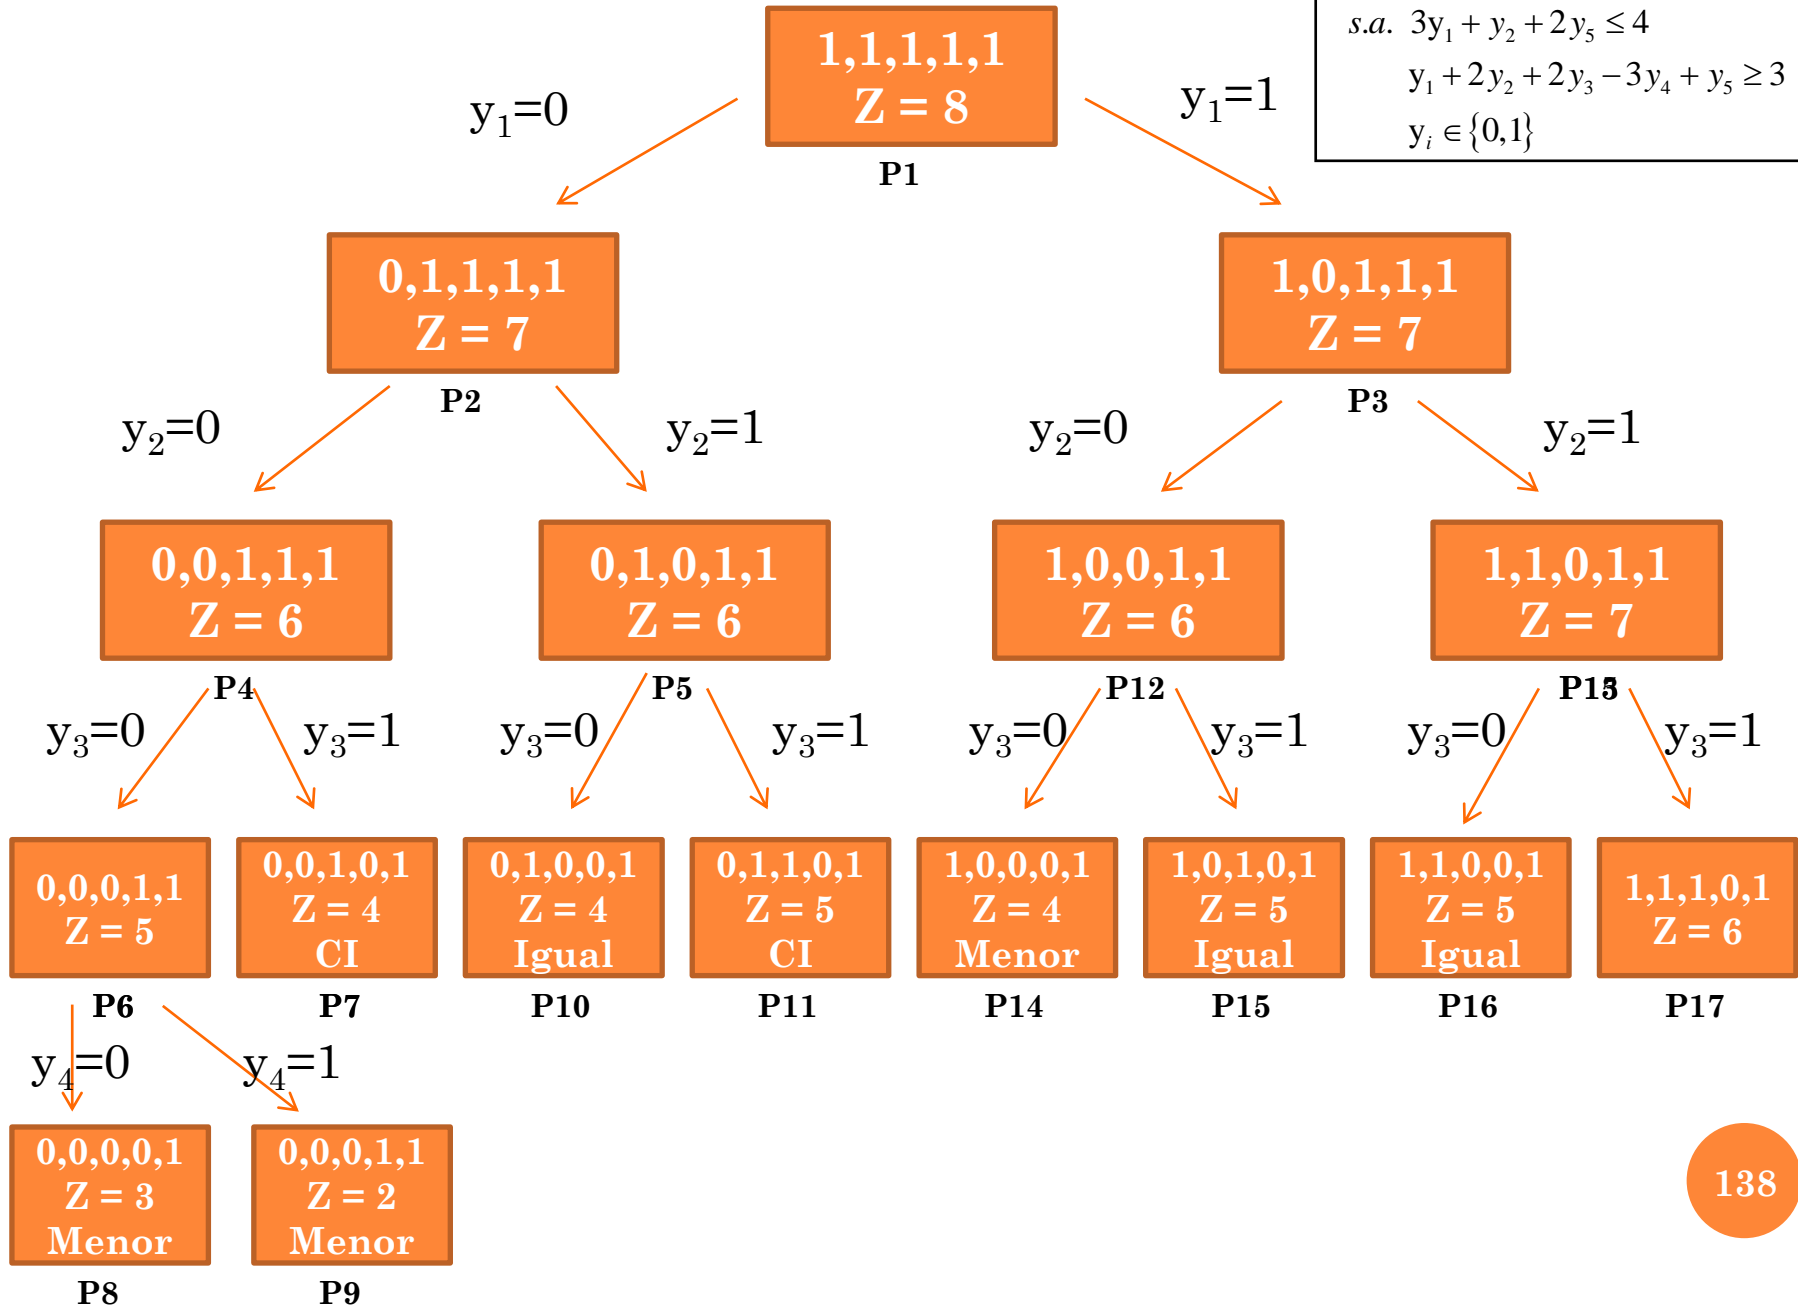 1,1,1,1,1
Z = 8
P1
s.a. 3y₁ + y₂ + 2y₅ ≤ 4
y₁ + 2y₂ + 2y₃ − 3y₄ + y₅ ≥ 3
yᵢ ∈ {0,1}
y₁=0
y₁=1
0,1,1,1,1
Z = 7
P2
1,0,1,1,1
Z = 7
P3
y₂=0
y₂=1
y₂=0
y₂=1
0,0,1,1,1
Z = 6
P4
0,1,0,1,1
Z = 6
P5
1,0,0,1,1
Z = 6
P12
1,1,0,1,1
Z = 7
y₃=0
y₃=1
y₃=0
y₃=1
y₃=0
y₃=1
y₃=0
y₃=1
0,0,0,1,1
Z = 5
P6
0,0,1,0,1
Z = 4
CI
P7
0,1,0,0,1
Z = 4
Igual
P10
0,1,1,0,1
Z = 5
CI
P11
1,0,0,0,1
Z = 4
Menor
P14
1,0,1,0,1
Z = 5
Igual
P15
1,1,0,0,1
Z = 5
Igual
P16
1,1,1,0,1
Z = 6
P17
y₄=0
y₄=1
0,0,0,0,1
Z = 3
Menor
P8
0,0,0,1,1
Z = 2
Menor
P9
138